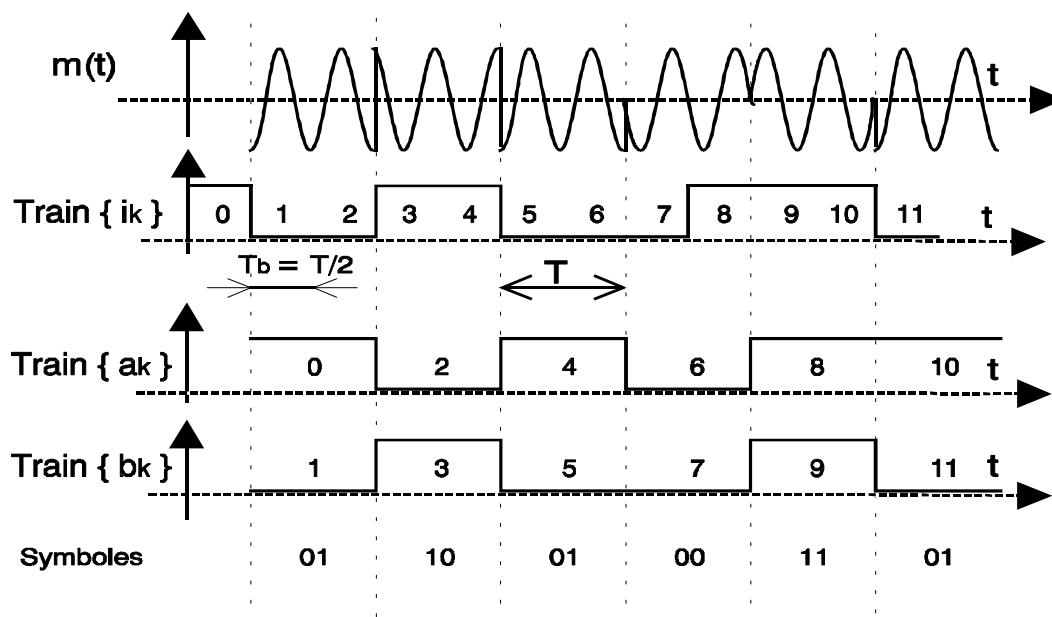 m(t) t
Train { ik } 0 1 2 3 4 5 6 7 8 9 10 11 t
Tb = T/2 T
Train { ak } 0 2 4 6 8 10 t
Train { bk } 1 3 5 7 9 11 t
Symboles 01 10 01 00 11 01